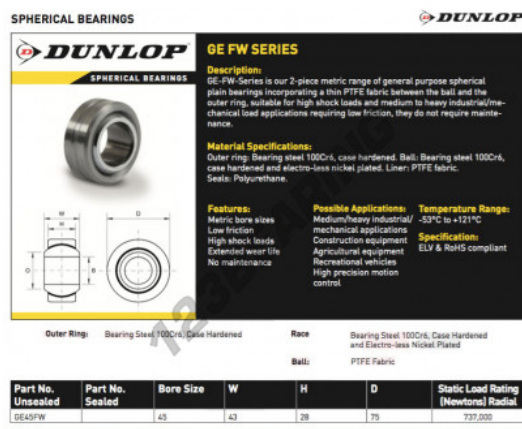 SPHERICAL BEARINGS
DUNLOP
DUNLOP
SPHERICAL BEARINGS
GE FW SERIES
Description:
GE-FW-Series is our 2-piece metric range of general purpose spherical
plain bearings incorporating a thin PTFE fabric between the ball and the
outer ring, suitable for high shock loads and medium to heavy industrial/me-
chanical load applications requiring low friction, they do not require mainte-
nance.
Material Specifications:
Outer ring: Bearing steel 100Cr6, case hardened. Ball: Bearing steel 100Cr6,
case hardened and electro-less nickel plated. Liner: PTFE fabric.
Seals: Polyurethane.
Features:
Metric bore sizes
Low friction
High shock loads
Extended wear life
No maintenance
Possible Applications:
Medium/heavy industrial/
mechanical applications
Construction equipment
Agricultural equipment
Recreational vehicles
High precision motion
control
Temperature Range:
-53°C to +121°C
Specification:
ELV & RoHS compliant
W
H
D
B
Outer Ring: Bearing Steel 100Cr6, Case Hardened
Race Bearing Steel 100Cr6, Case Hardened
and Electro-less Nickel Plated
Ball: PTFE Fabric
Part No. Unsealed Part No. Sealed Bore Size W H D Static Load Rating (Newtons) Radial
GE45FW 45 43 28 75 737,000